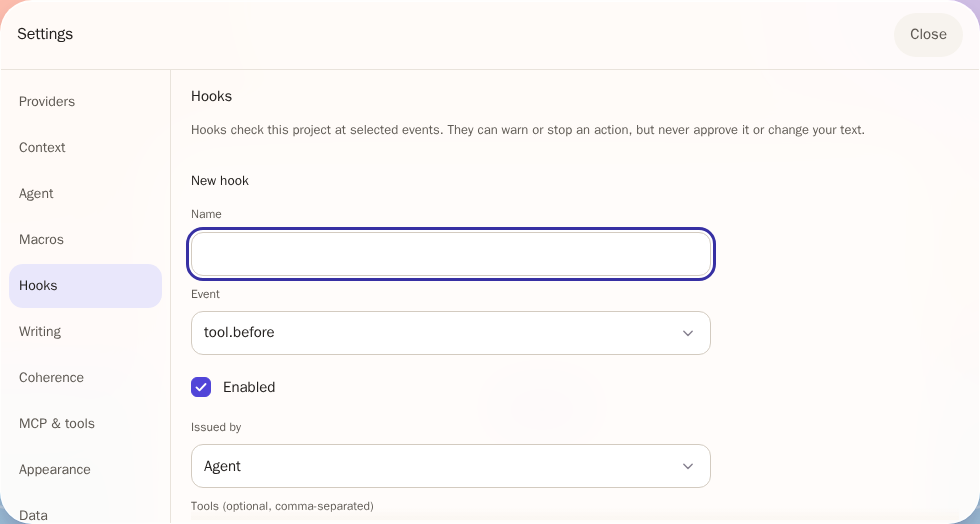 Settings
Close
Providers
Context
Agent
Macros
Hooks
Writing
Coherence
MCP & tools
Appearance
Data
Hooks
Hooks check this project at selected events. They can warn or stop an action, but never approve it or change your text.
New hook
Name
Event
tool.before
Enabled
Issued by
Agent
Tools (optional, comma-separated)